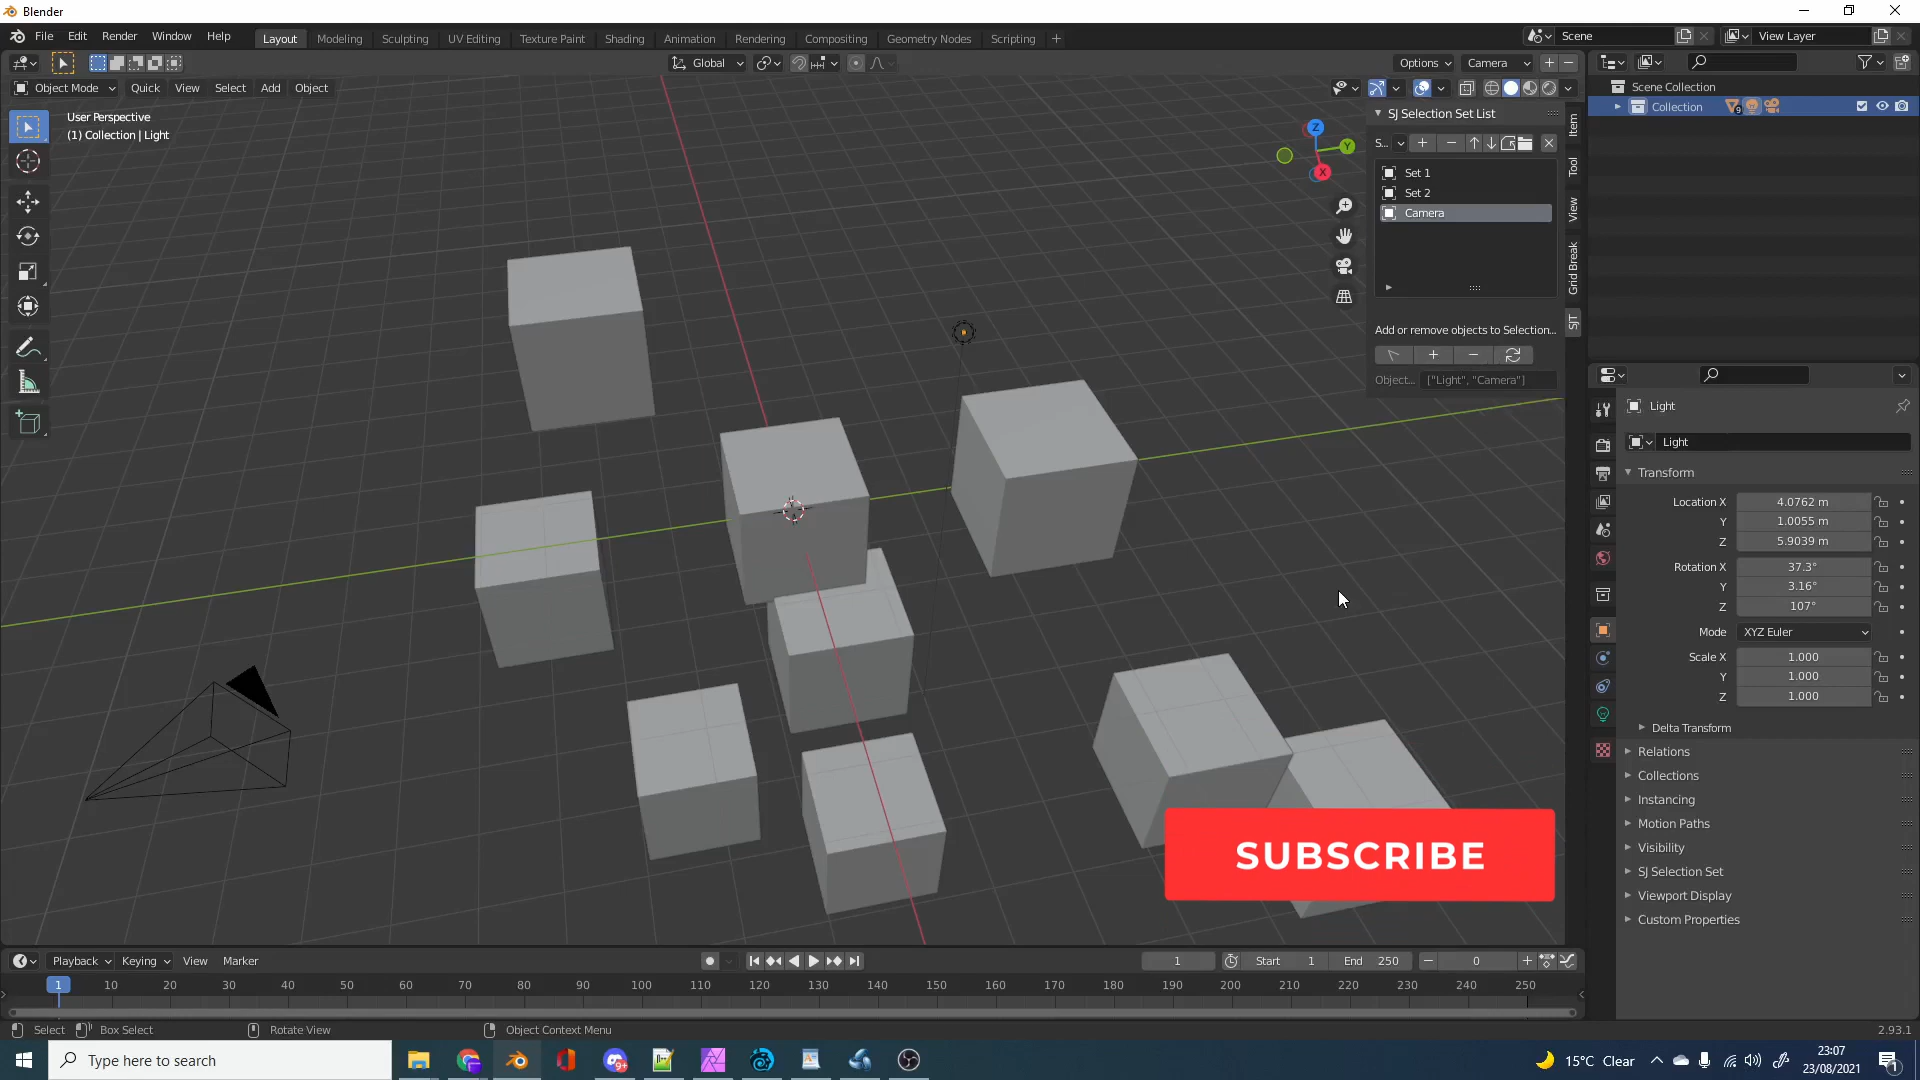 Blender
File Edit Render Window Help Layout Modeling Sculpting UV Editing Texture Paint Shading Animation Rendering Compositing Geometry Nodes Scripting + Scene View Layer
Global Options Camera
Object Mode Quick View Select Add Object
User Perspective
(1) Collection | Light
Z
Y
X
SJ Selection Set List
S...
Set 1
Set 2
Camera
Add or remove objects to Selection...
Object... ["Light", "Camera"]
Item
Tool
View
Grid Break
SJT
Scene Collection
Collection
9
Light
Light
Transform
Location X 4.0762 m
Y 1.0055 m
Z 5.9039 m
Rotation X 37.3°
Y 3.16°
Z 107°
Mode XYZ Euler
Scale X 1.000
Y 1.000
Z 1.000
Delta Transform
Relations
Collections
Instancing
Motion Paths
Visibility
SJ Selection Set
Viewport Display
Custom Properties
SUBSCRIBE
Playback Keying View Marker 1 Start 1 End 250 0
1 10 20 30 40 50 60 70 80 90 100 110 120 130 140 150 160 170 180 190 200 210 220 230 240 250
Select Box Select Rotate View Object Context Menu 2.93.1
Type here to search 9+ 15°C Clear 23:07
23/08/2021 1